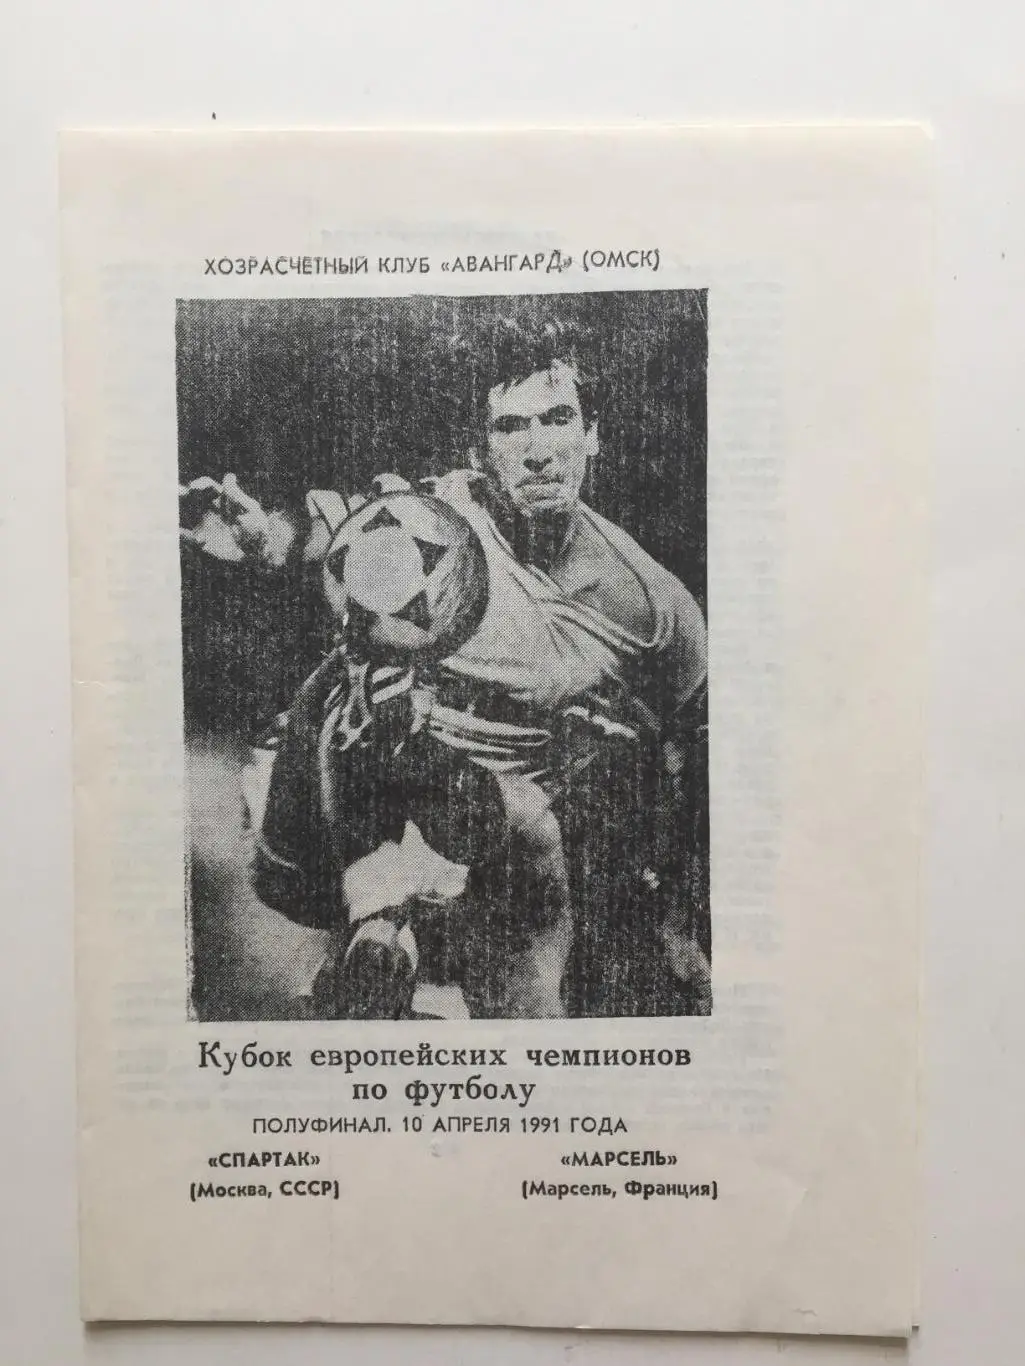 ХОЗРАСЧЕТНЫЙ КЛУБ «АВАНГАРД» (ОМСК)
Кубок европейских чемпионов
по футболу
ПОЛУФИНАЛ. 10 АПРЕЛЯ 1991 ГОДА
«СПАРТАК» «МАРСЕЛЬ»
(Москва, СССР) (Марсель, Франция)